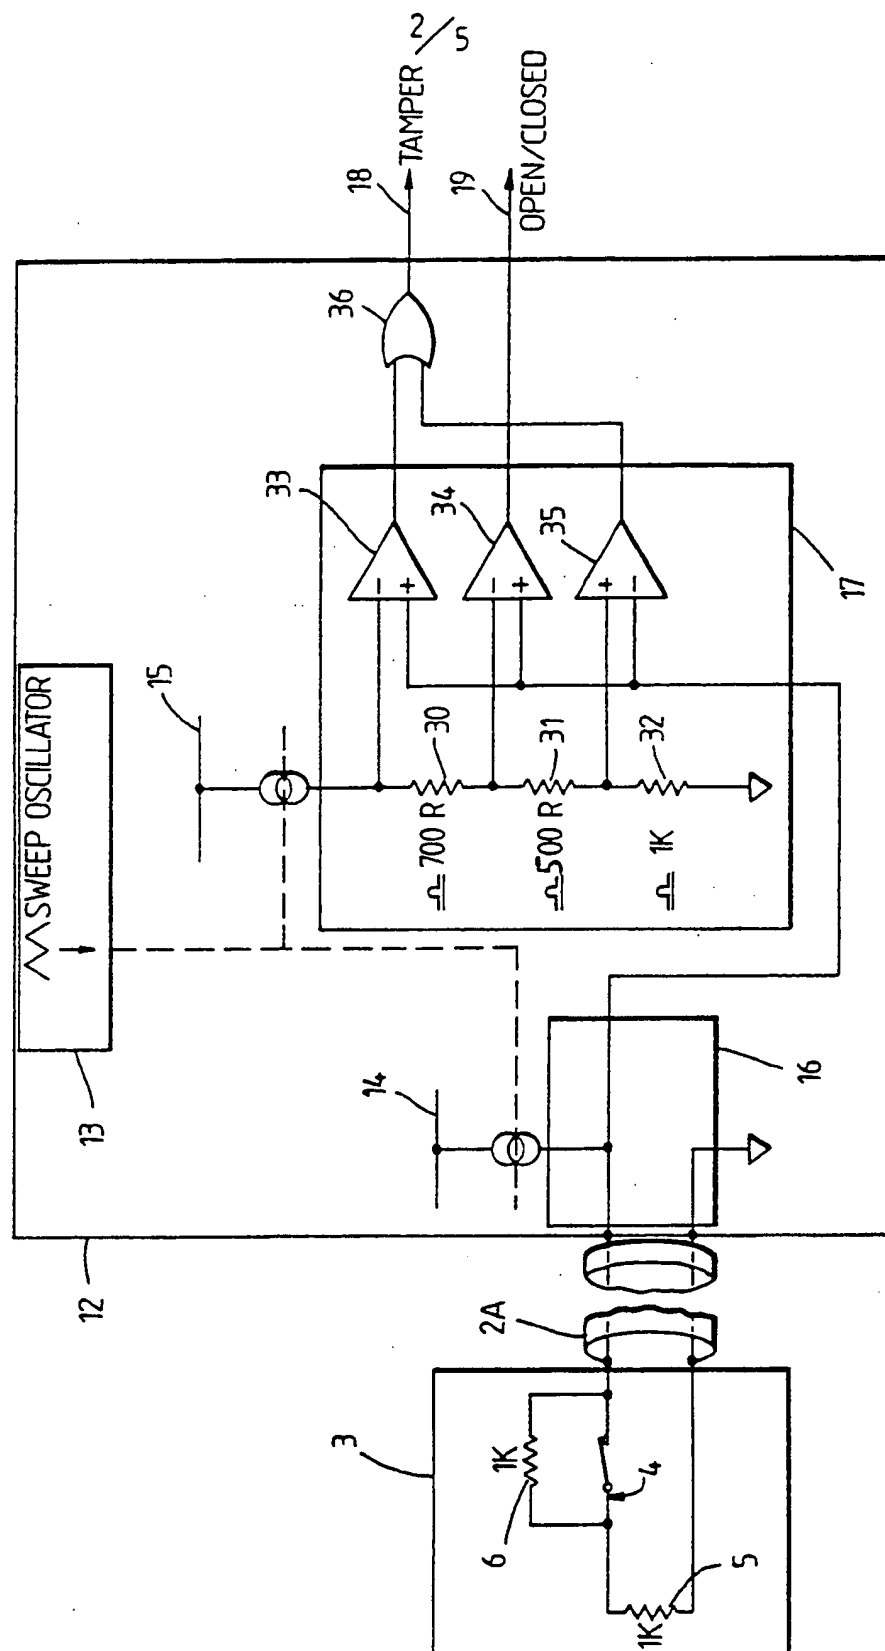 2/5
TAMPER
18
OPEN/CLOSED
19
36
33
34
35
17
SWEEP OSCILLATOR
13
15
30
31
32
700 R
500 R
1K
- +
- +
+ -
14
16
12
2A
3
1K
6
4
5
1K